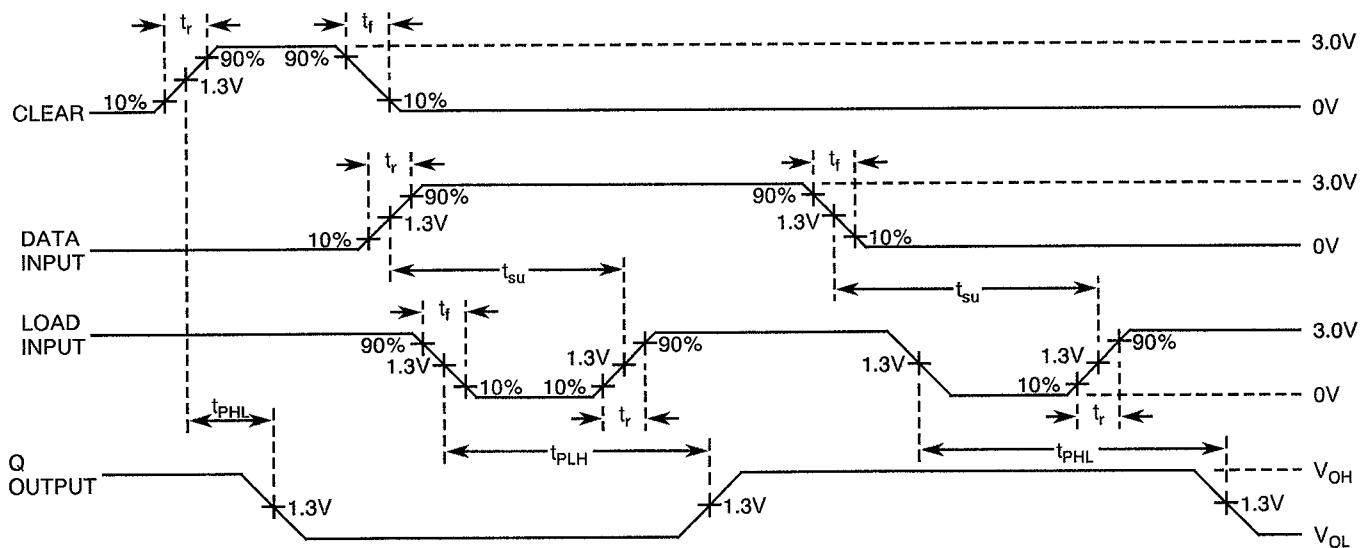 tr
tf
90%
90%
3.0V
1.3V
10%
10%
CLEAR
0V
tr
tf
90%
90%
3.0V
1.3V
1.3V
DATA
INPUT
10%
10%
0V
tsu
tsu
tf
LOAD
INPUT
3.0V
90%
90%
90%
1.3V
1.3V
1.3V
1.3V
10%
10%
10%
0V
tPHL
tr
tr
tPLH
tPHL
Q
OUTPUT
VOH
1.3V
1.3V
1.3V
VOL